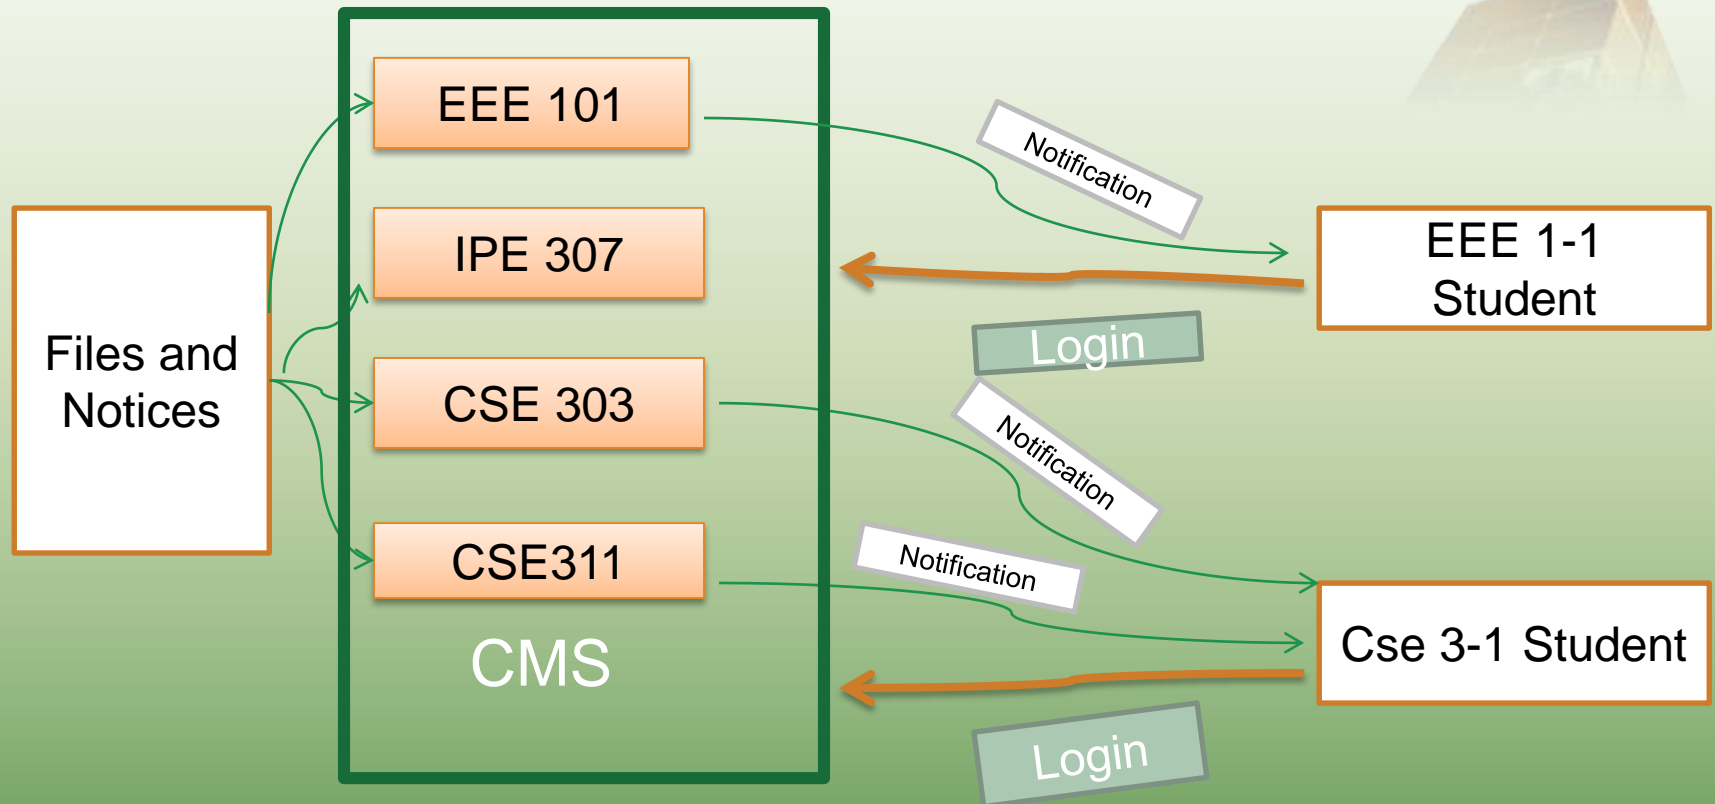 EEE 101
Notification
IPE 307
EEE 1-1
Student
Files and
Notices
Login
CSE 303
Notification
CSE311
Notification
CMS
Cse 3-1 Student
Login